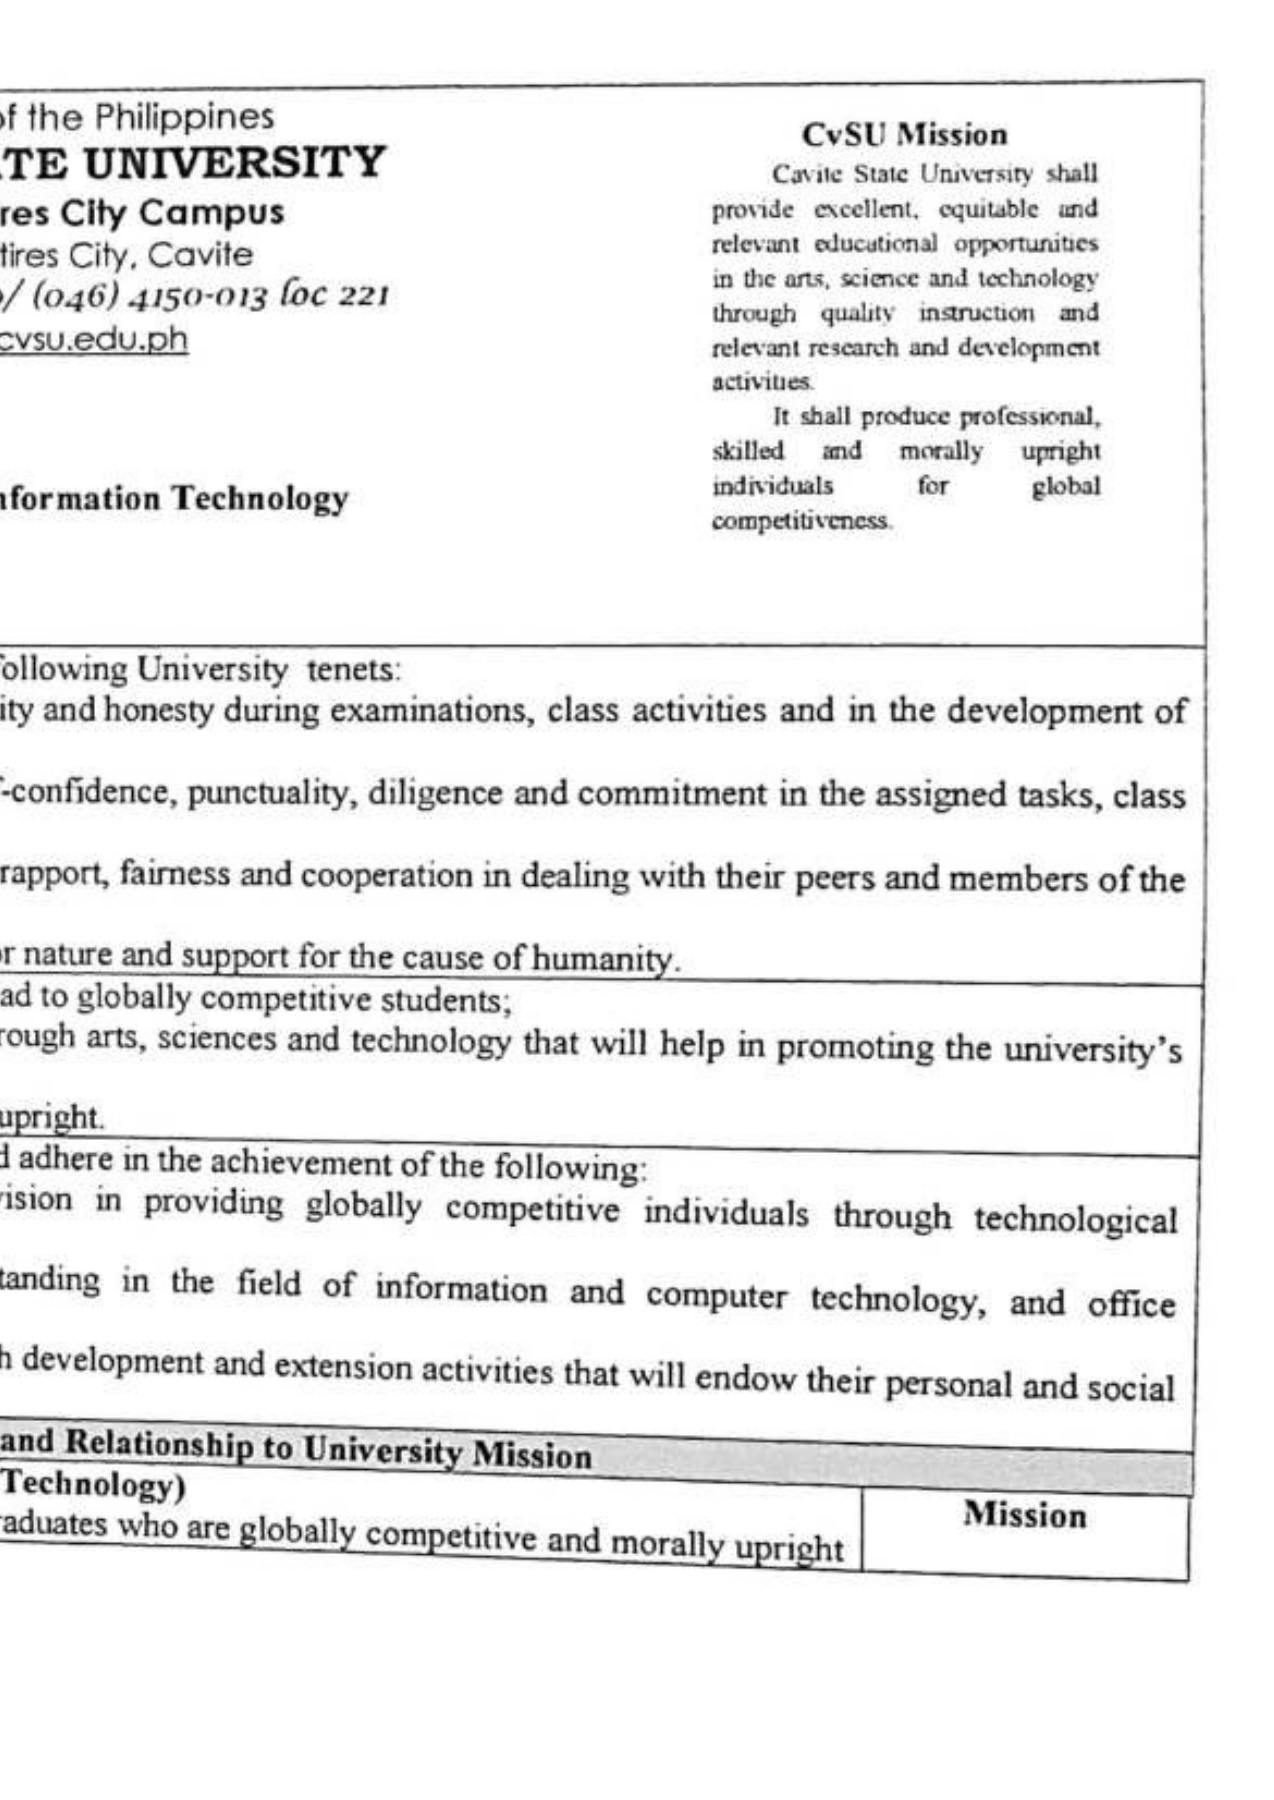 of the Philippines
TE UNIVERSITY
res City Campus
tires City, Cavite
/ (046) 4150-013 loc 221
cvsu.edu.ph
nformation Technology
CvSU Mission
Cavite State University shall
provide excellent, equitable and
relevant educational opportunities
in the arts, science and technology
through quality instruction and
relevant research and development
activities.
It shall produce professional,
skilled and morally upright
individuals for global
competitiveness.
ollowing University tenets:
ity and honesty during examinations, class activities and in the development of
-confidence, punctuality, diligence and commitment in the assigned tasks, class
rapport, fairness and cooperation in dealing with their peers and members of the
or nature and support for the cause of humanity.
ad to globally competitive students;
rough arts, sciences and technology that will help in promoting the university's
upright.
d adhere in the achievement of the following:
ision in providing globally competitive individuals through technological
tanding in the field of information and computer technology, and office
h development and extension activities that will endow their personal and social
and Relationship to University Mission
Technology)
Mission
raduates who are globally competitive and morally upright